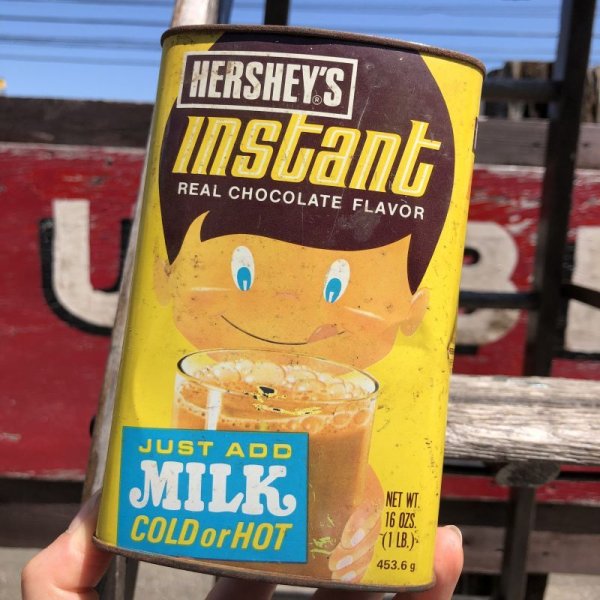 HERSHEY'S®
instant
REAL CHOCOLATE FLAVOR
JUST ADD
MILK
COLD or HOT
NET WT.
16 OZS.
(1 LB.)
453.6 g